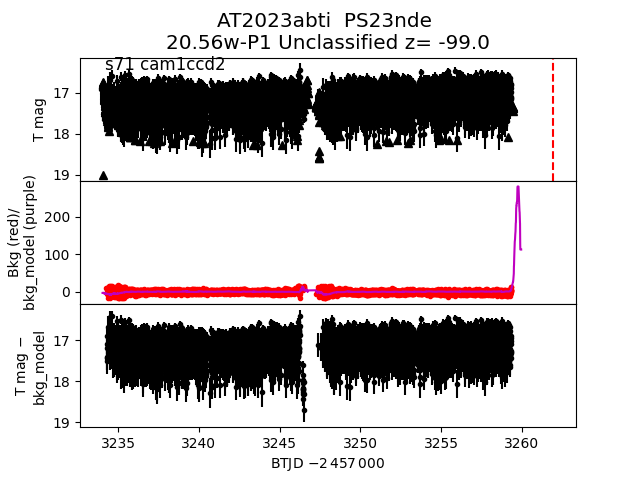 AT2023abti PS23nde
20.56w-P1 Unclassified z= -99.0
s71 cam1ccd2
T mag
17
18
19
Bkg (red)/
bkg_model (purple)
200
100
0
T mag −
bkg_model
17
18
19
3235 3240 3245 3250 3255 3260
BTJD −2 457 000